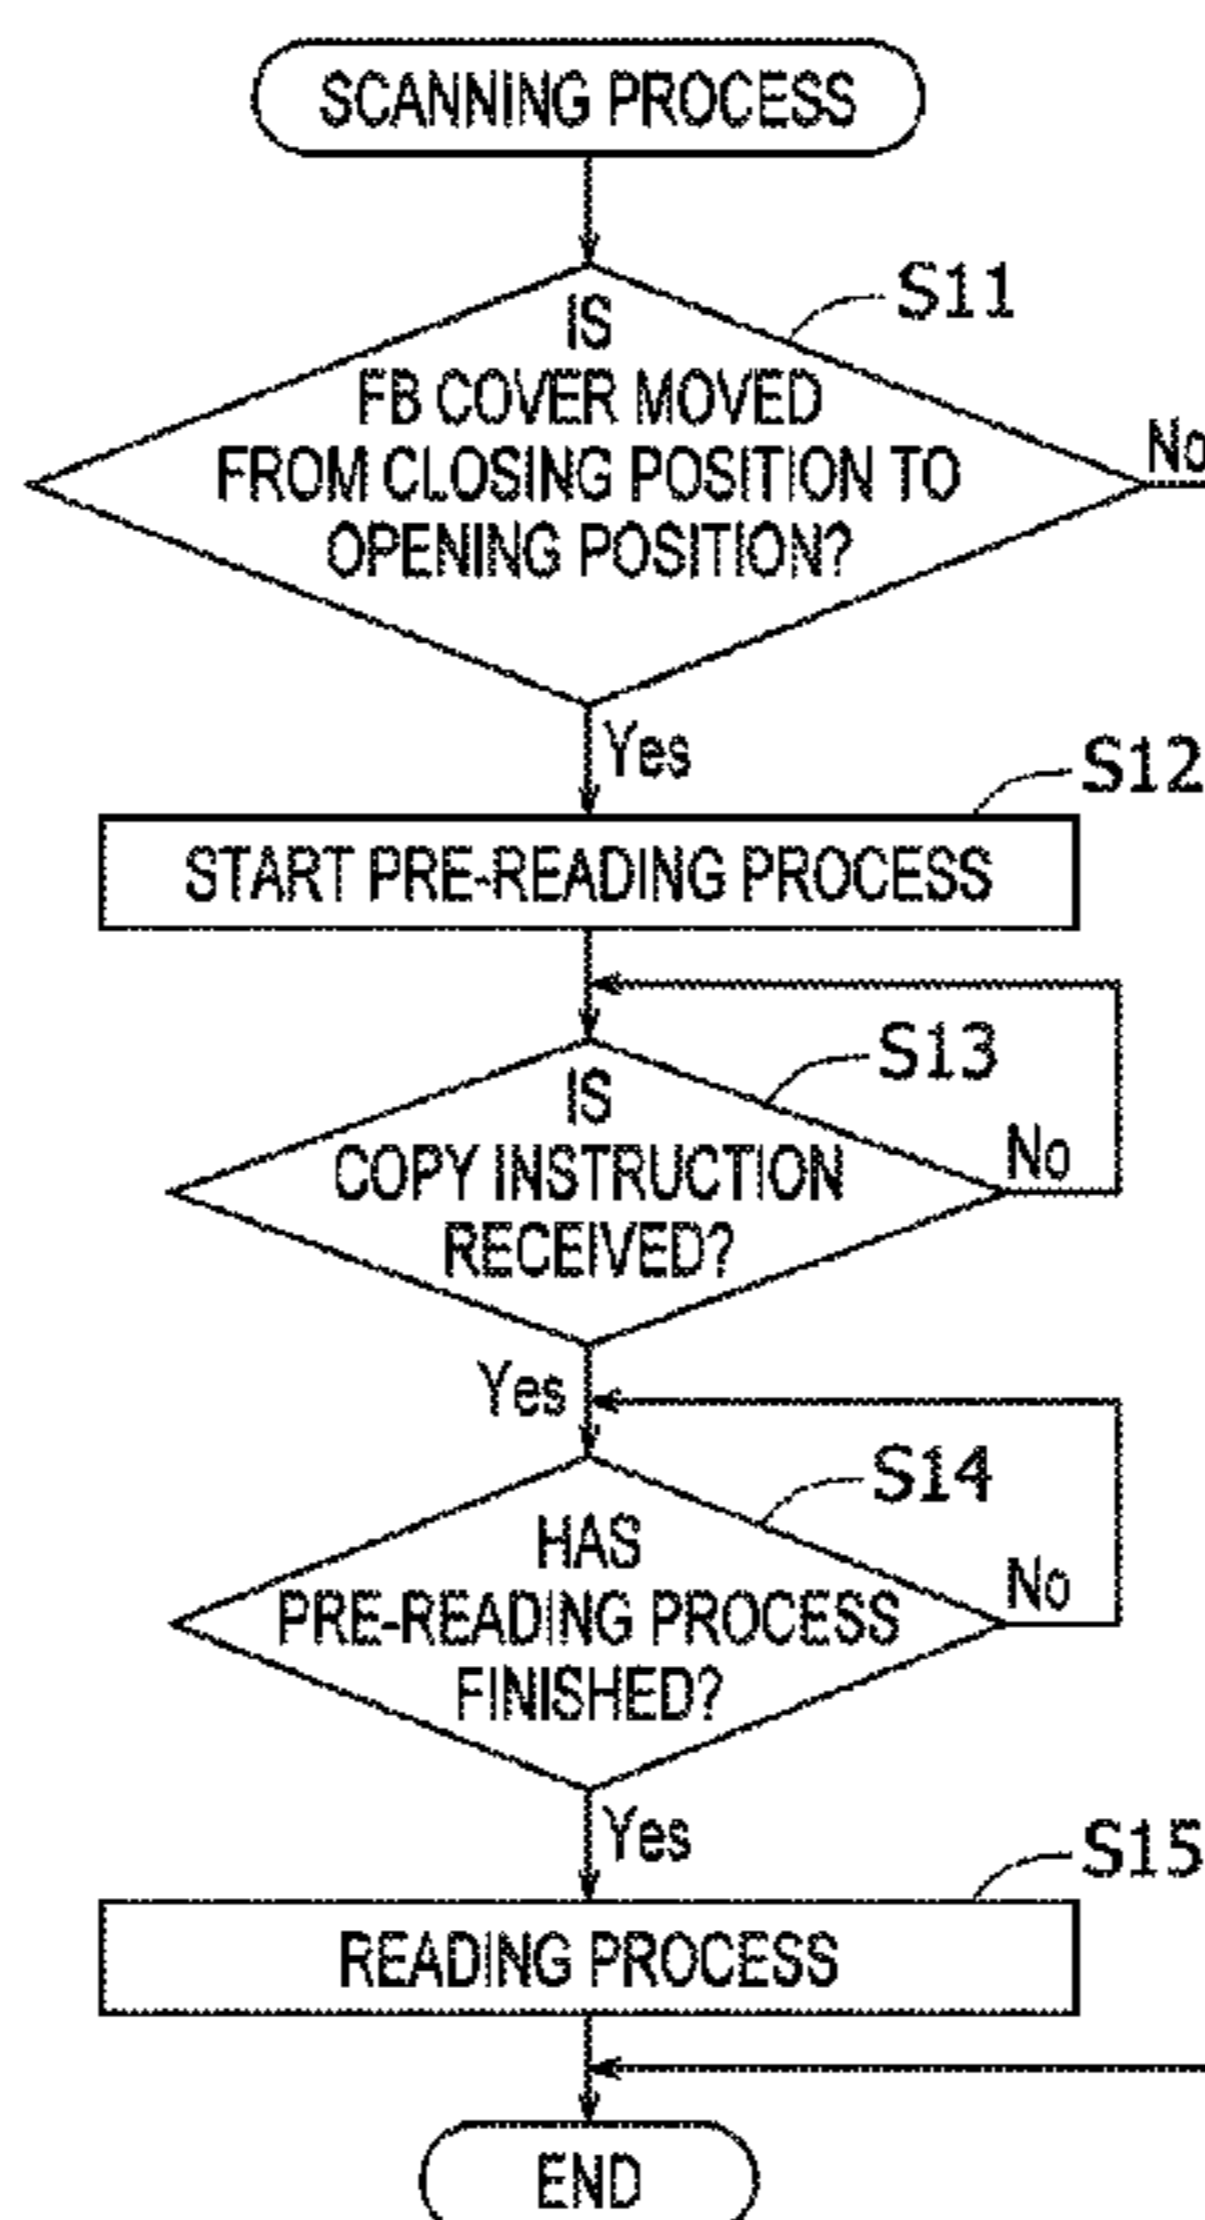 SCANNING PROCESS
S11
IS
FB COVER MOVED
FROM CLOSING POSITION TO
OPENING POSITION?
No
Yes
S12
START PRE-READING PROCESS
S13
IS
COPY INSTRUCTION
RECEIVED?
No
Yes
S14
HAS
PRE-READING PROCESS
FINISHED?
No
Yes
S15
READING PROCESS
END